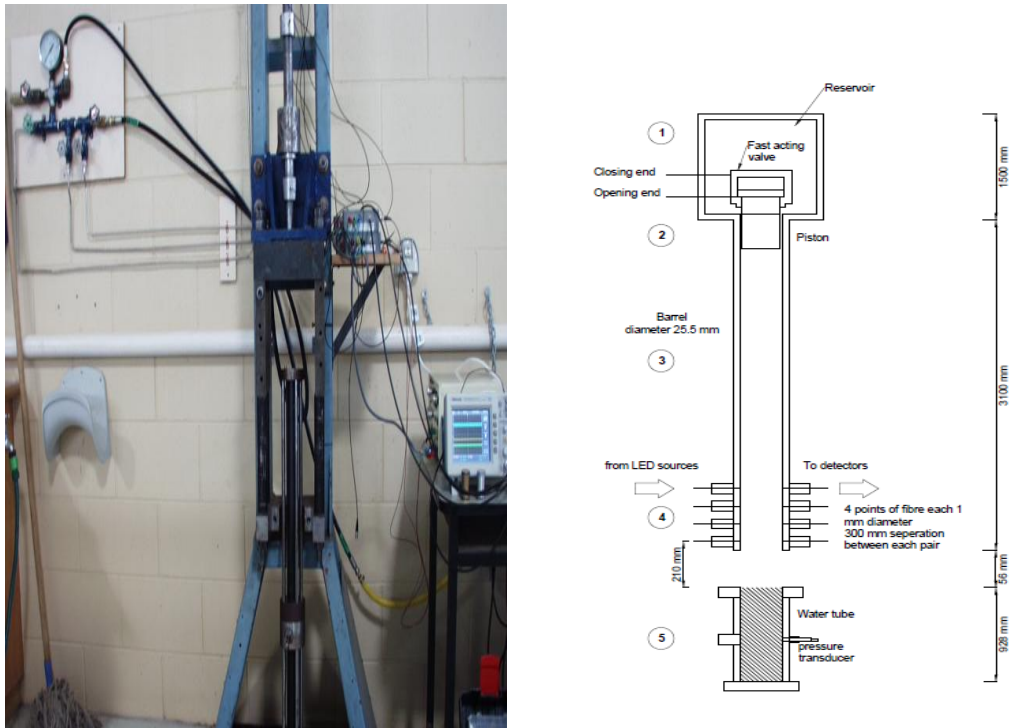 Reservoir
1
Fast acting
valve
Closing end
Opening end
2
Piston
1500 mm
Barrel
diameter 25.5 mm
3
3100 mm
from LED sources
To detectors
4
4 points of fibre each 1
mm diameter
300 mm seperation
between each pair
210 mm
56 mm
Water tube
5
pressure
transducer
928 mm